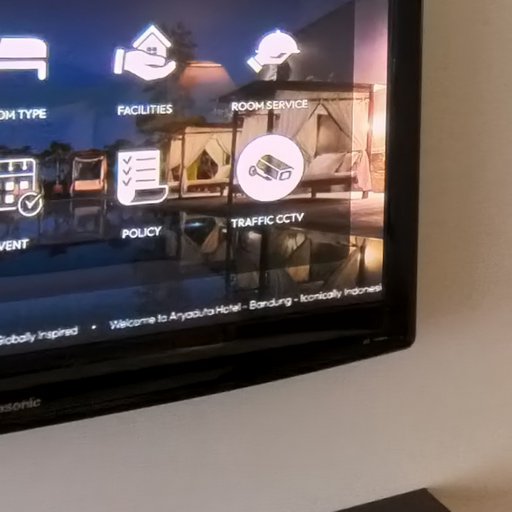 OM TYPE
FACILITIES
ROOM SERVICE
VENT
POLICY
TRAFFIC CCTV
Globally Inspired • Welcome to Aryaduta Hotel - Bandung - Iconically Indonesi
asonic